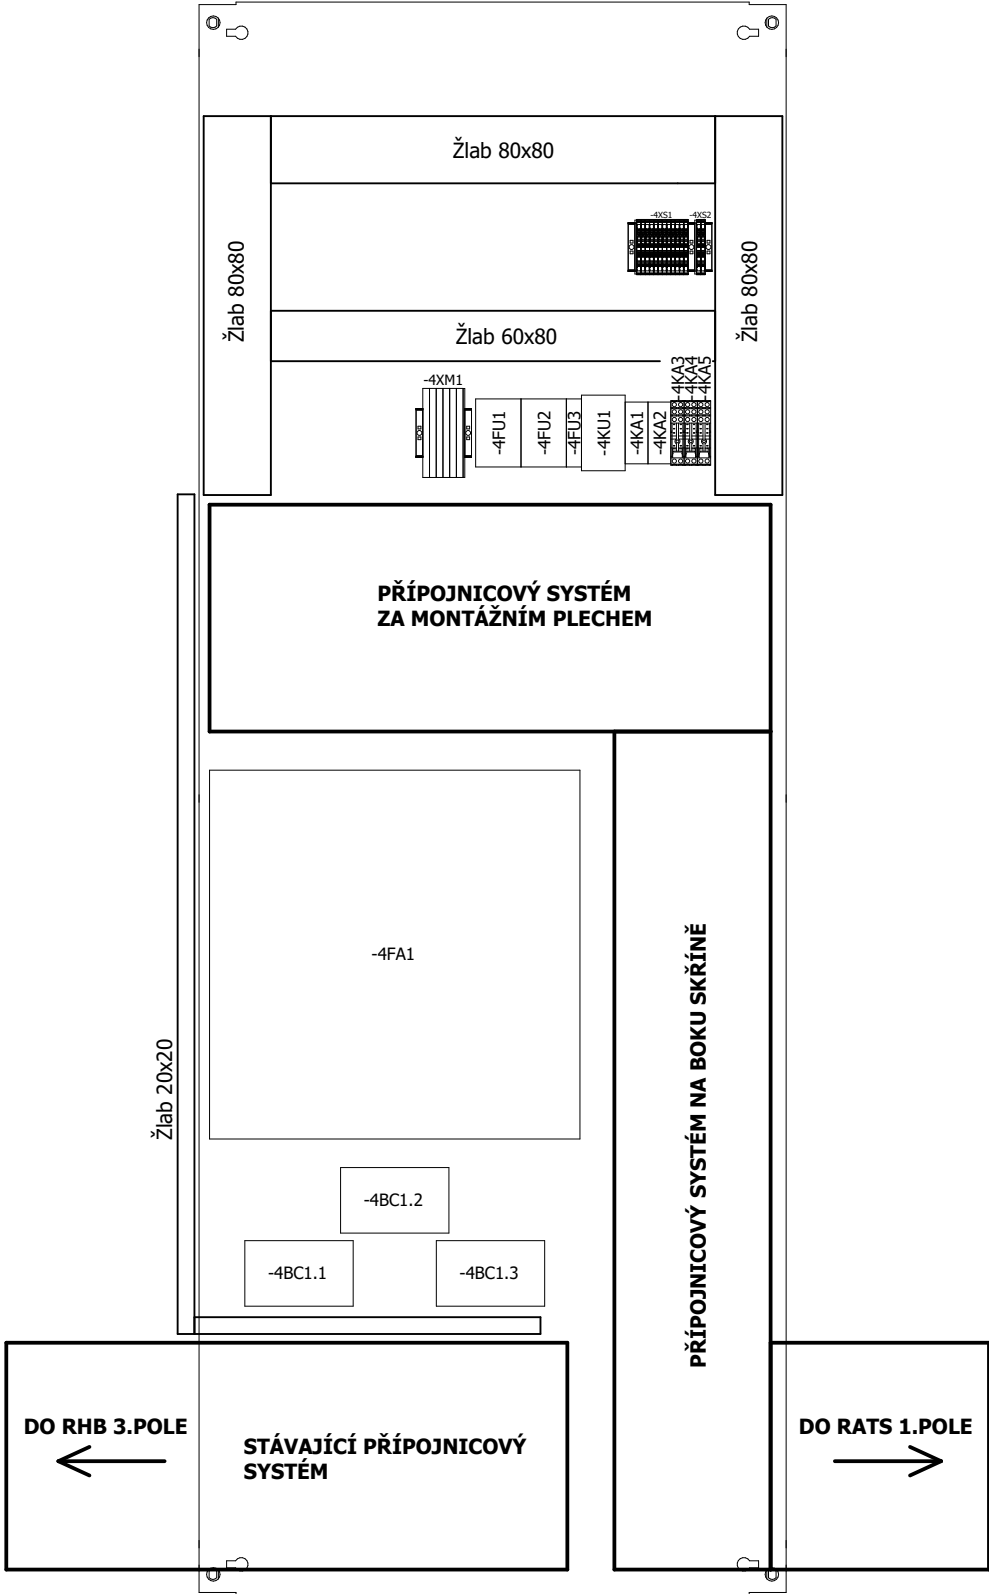 Žlab 80x80
-4XS1
-4XS2
Žlab 80x80
Žlab 80x80
Žlab 60x80
-4XM1
-4FU1
-4FU2
-4FU3
-4KU1
-4KA1
-4KA2
-4KA3
-4KA4
-4KA5
PŘÍPOJNICOVÝ SYSTÉM
ZA MONTÁŽNÍM PLECHEM
-4FA1
PŘÍPOJNICOVÝ SYSTÉM NA BOKU SKŘÍNĚ
Žlab 20x20
-4BC1.2
-4BC1.1
-4BC1.3
DO RHB 3.POLE
STÁVAJÍCÍ PŘÍPOJNICOVÝ
SYSTÉM
DO RATS 1.POLE